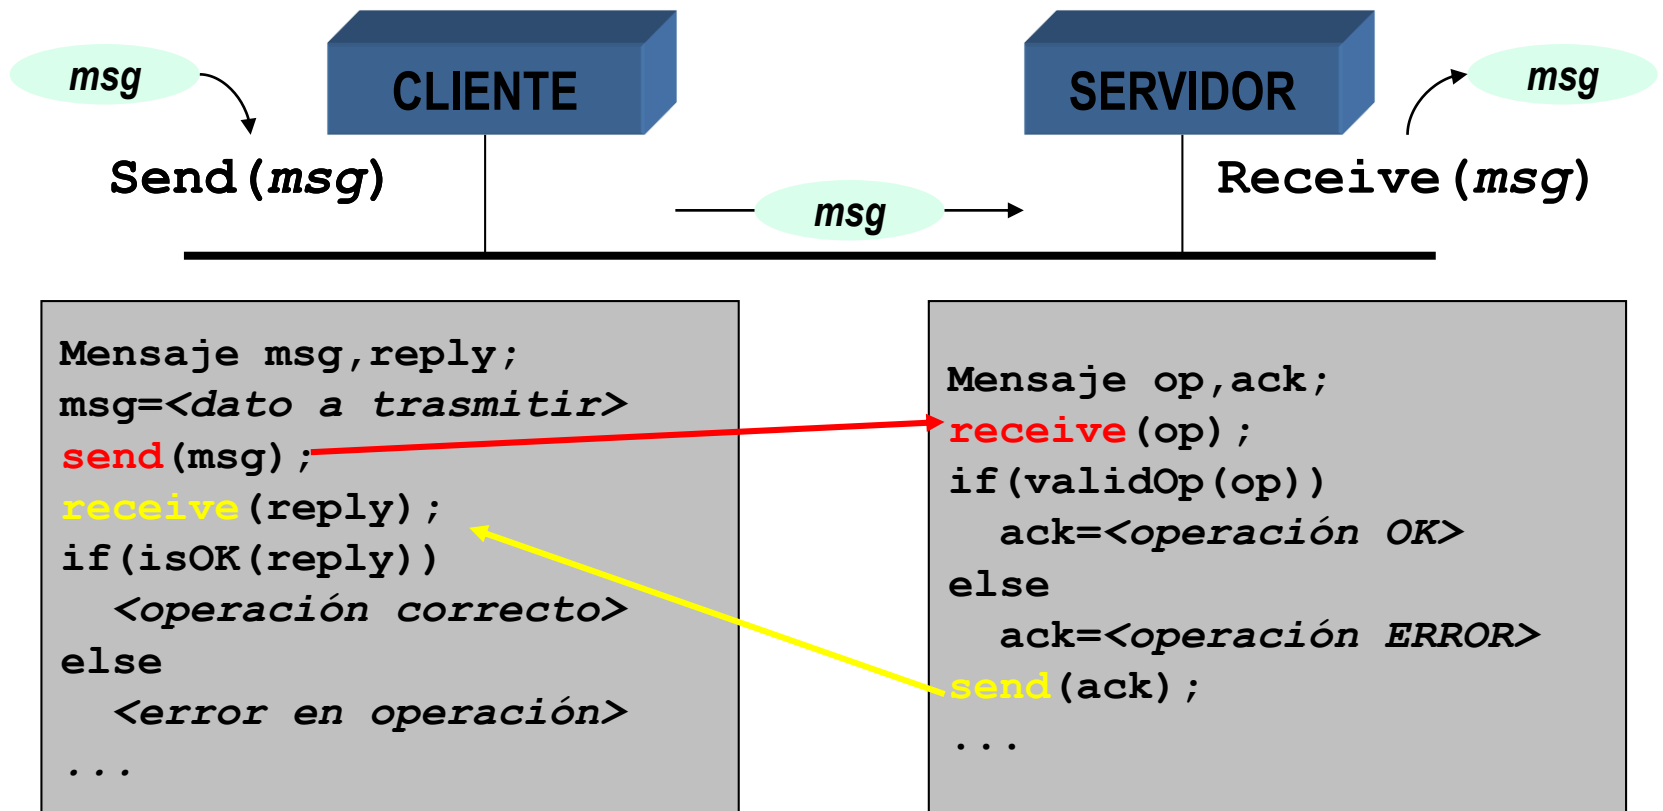 msg
CLIENTE
SERVIDOR
msg
Send(msg)
Receive(msg)
msg
Mensaje msg,reply;
msg=<dato a trasmitir>
send(msg);
receive(reply);
if(isOK(reply))
<operación correcto>
else
<error en operación>
...
Mensaje op,ack;
receive(op);
if(validOp(op))
ack=<operación OK>
else
ack=<operación ERROR>
send(ack);
...